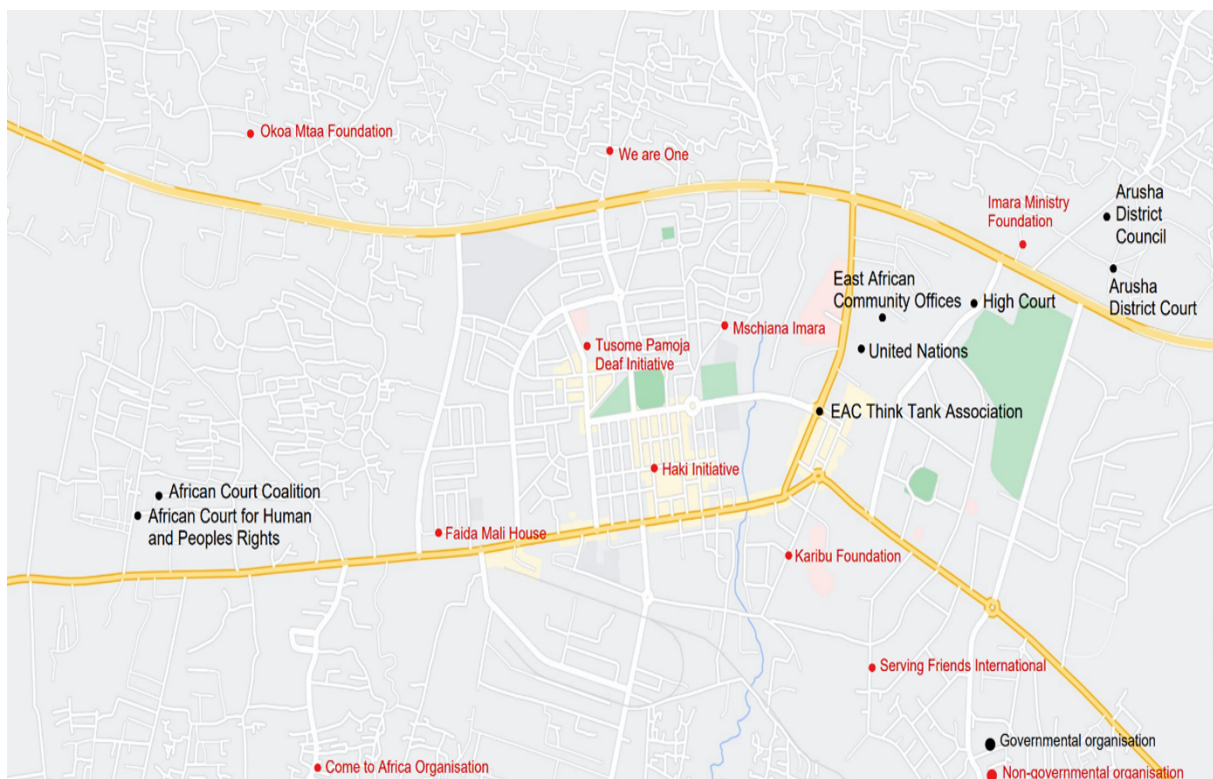 Okoa Mtaa Foundation
We are One
Imara Ministry
Foundation
Arusha
District
Council
East African
Community Offices
High Court
Arusha
District Court
Mschiana Imara
Tusome Pamoja
Deaf Initiative
United Nations
EAC Think Tank Association
Haki Initiative
African Court Coalition
African Court for Human
and Peoples Rights
Faida Mali House
Karibu Foundation
Serving Friends International
Come to Africa Organisation
Governmental organisation
Non-governmental organisation